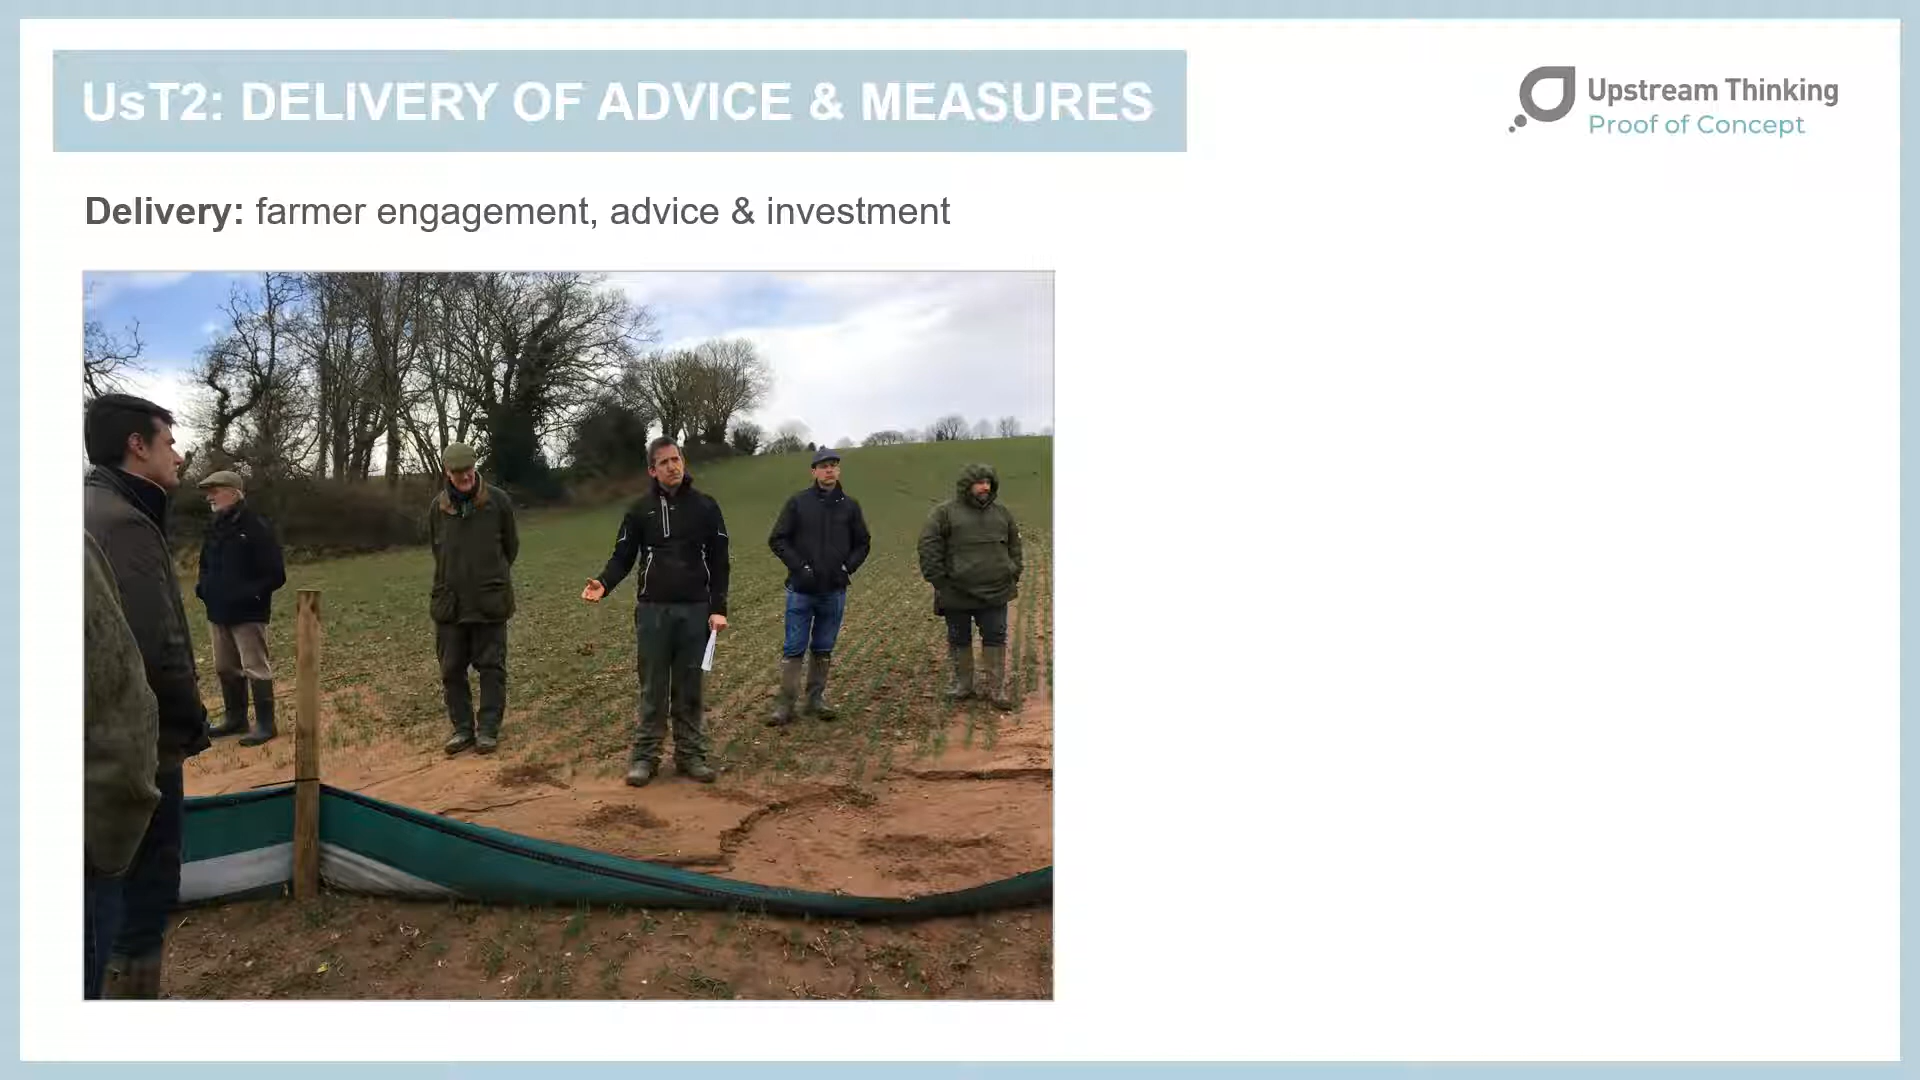 UsT2: DELIVERY OF ADVICE & MEASURES
Upstream Thinking
Proof of Concept
Delivery: farmer engagement, advice & investment